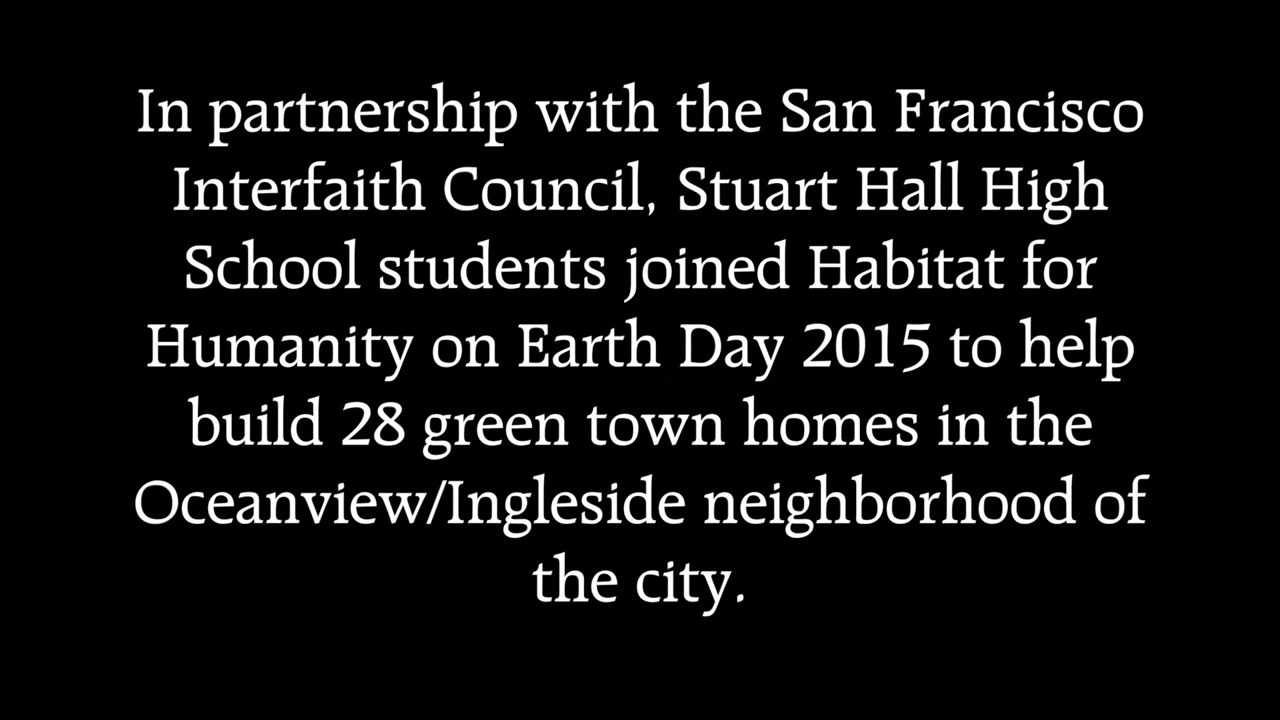 In partnership with the San Francisco
Interfaith Council, Stuart Hall High
School students joined Habitat for
Humanity on Earth Day 2015 to help
build 28 green town homes in the
Oceanview/Ingleside neighborhood of
the city.